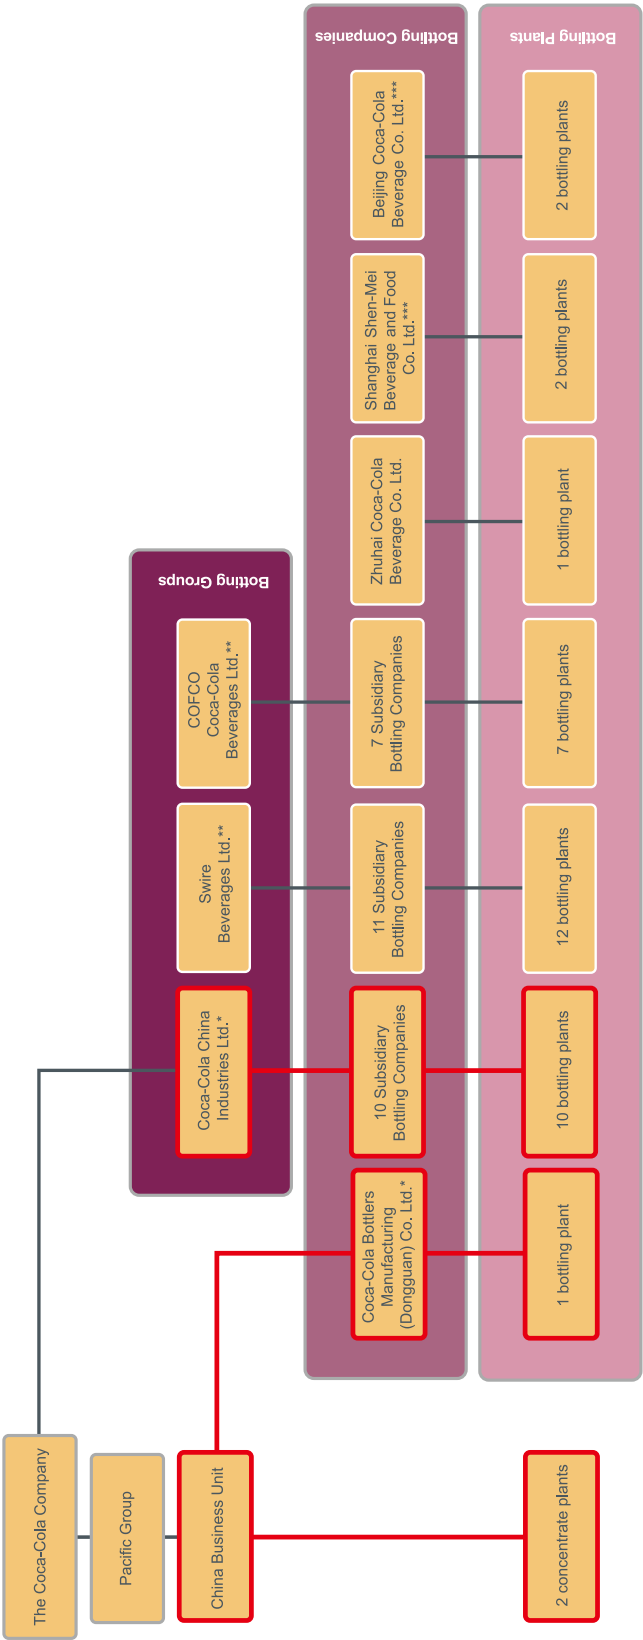 The Coca-Cola Company
Pacific Group
China Business Unit
2 concentrate plants
Botting Groups
Coca-Cola China
Industries Ltd.*
Swire
Beverages Ltd.**
COFCO
Coca-Cola
Beverages Ltd.**
Bottling Companies
Coca-Cola Bottlers
Manufacturing
(Dongguan) Co. Ltd.*
10 Subsidiary
Bottling Companies
11 Subsidiary
Bottling Companies
7 Subsidiary
Bottling Companies
Zhuhai Coca-Cola
Beverage Co. Ltd.
Shanghai Shen-Mei
Beverage and Food
Co. Ltd.***
Beijing Coca-Cola
Beverage Co. Ltd.***
Bottling Plants
1 bottling plant
10 bottling plants
12 bottling plants
7 bottling plants
1 bottling plant
2 bottling plants
2 bottling plants